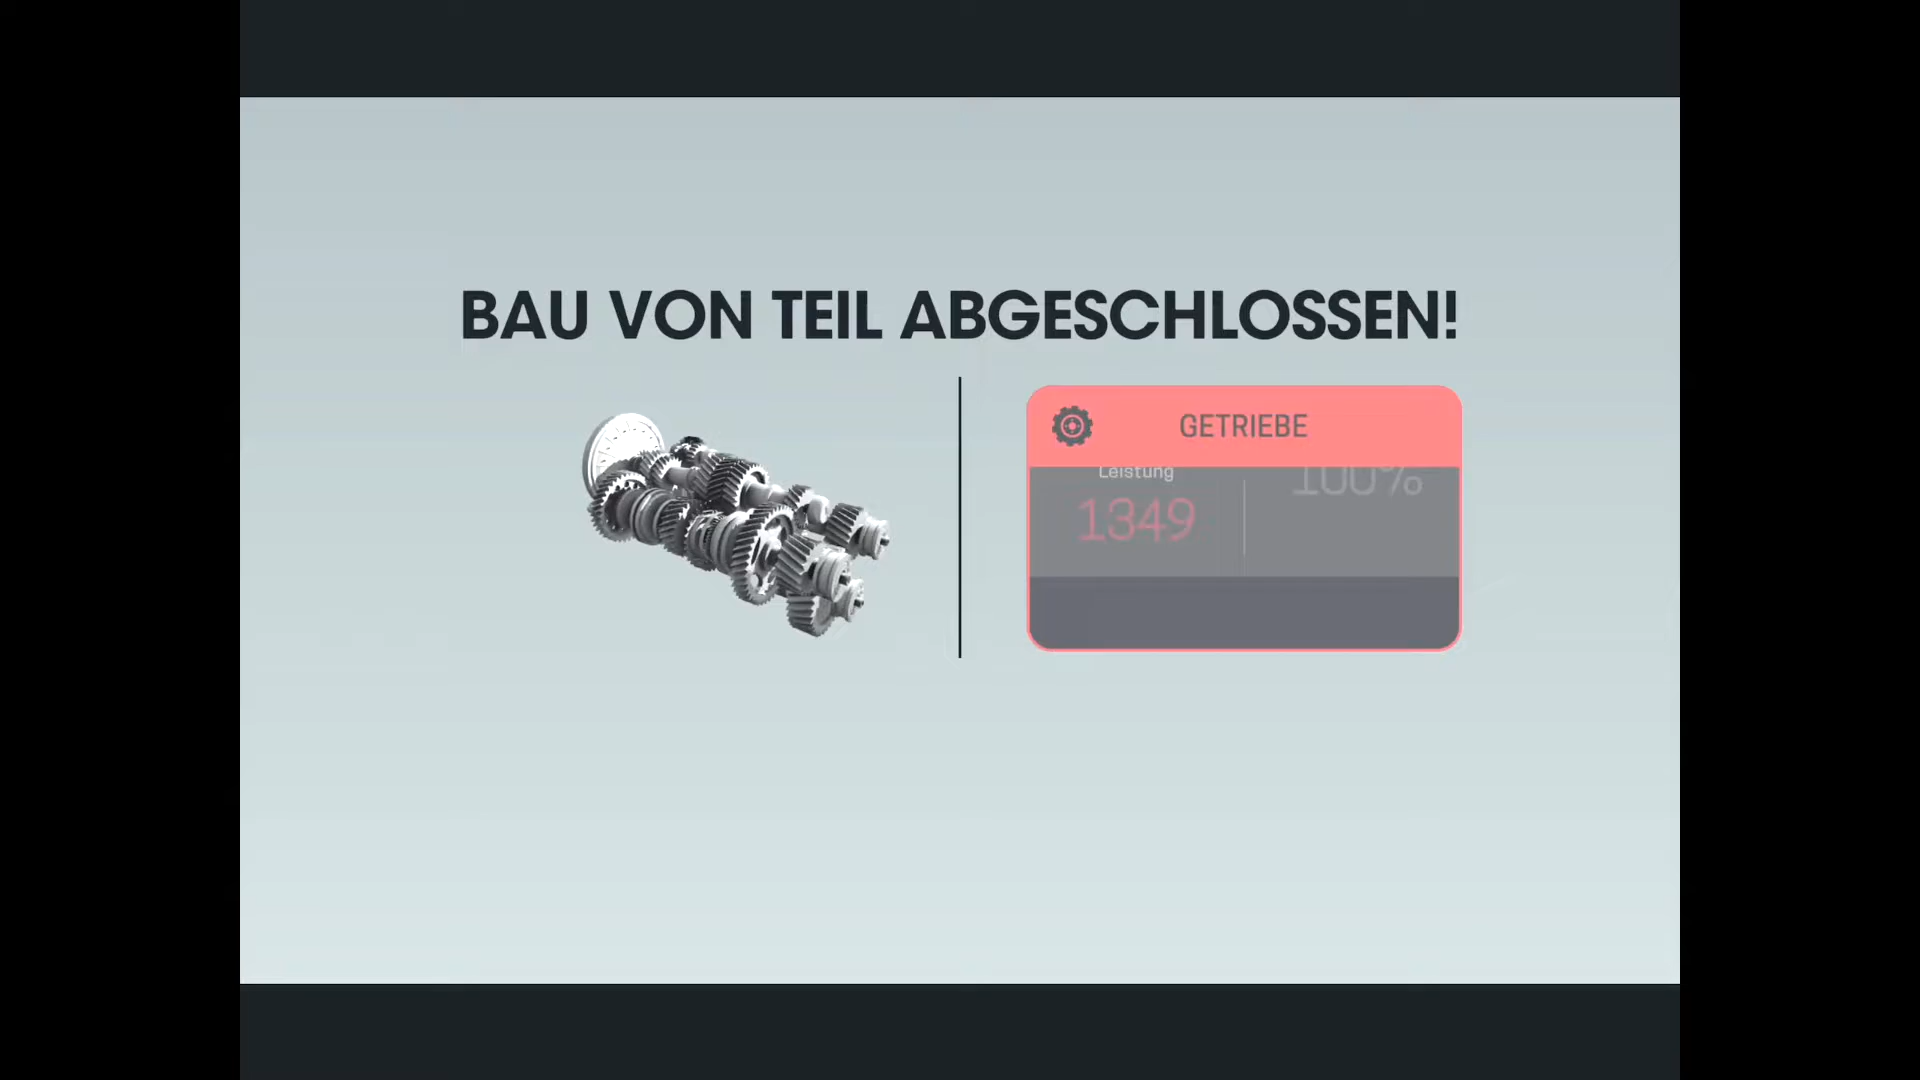 BAU VON TEIL ABGESCHLOSSEN!
GETRIEBE
Leistung
1349
100%